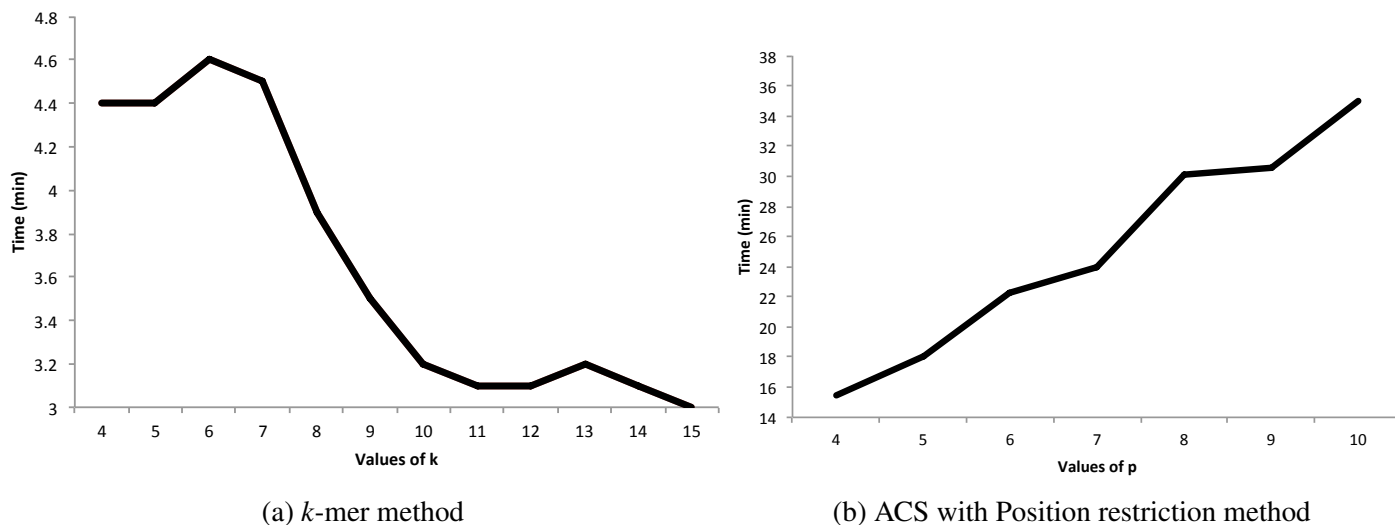 4.8
4.6
4.4
4.2
4
3.8
3.6
3.4
3.2
3
Time (min)
4 5 6 7 8 9 10 11 12 13 14 15
Values of k
(a) k-mer method
38
36
34
32
30
28
26
24
22
20
18
16
14
Time (min)
4 5 6 7 8 9 10
Values of p
(b) ACS with Position restriction method